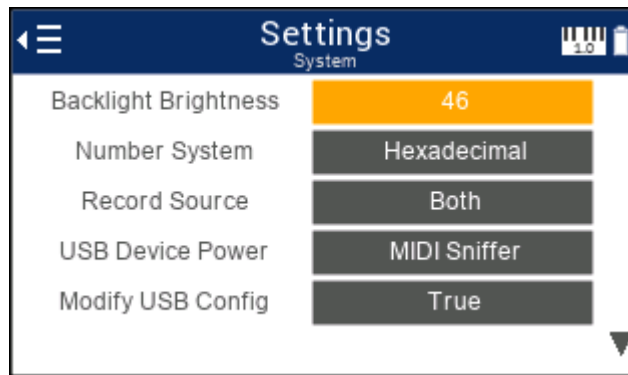 Settings
System
1.0
Backlight Brightness 46
Number System Hexadecimal
Record Source Both
USB Device Power MIDI Sniffer
Modify USB Config True